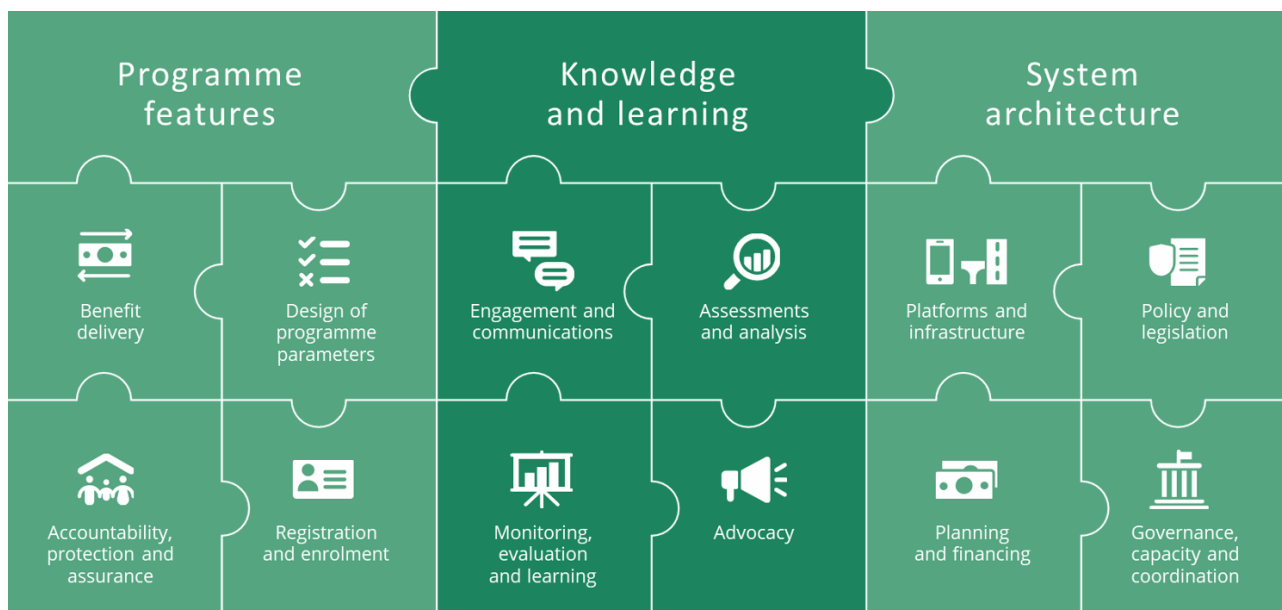 Programme
features
Knowledge
and learning
System
architecture
Benefit
delivery
Design of
programme
parameters
Engagement and
communications
Assessments
and analysis
Platforms and
infrastructure
Policy and
legislation
Accountability,
protection and
assurance
Registration
and enrolment
Monitoring,
evaluation
and learning
Advocacy
Planning
and financing
Governance,
capacity and
coordination